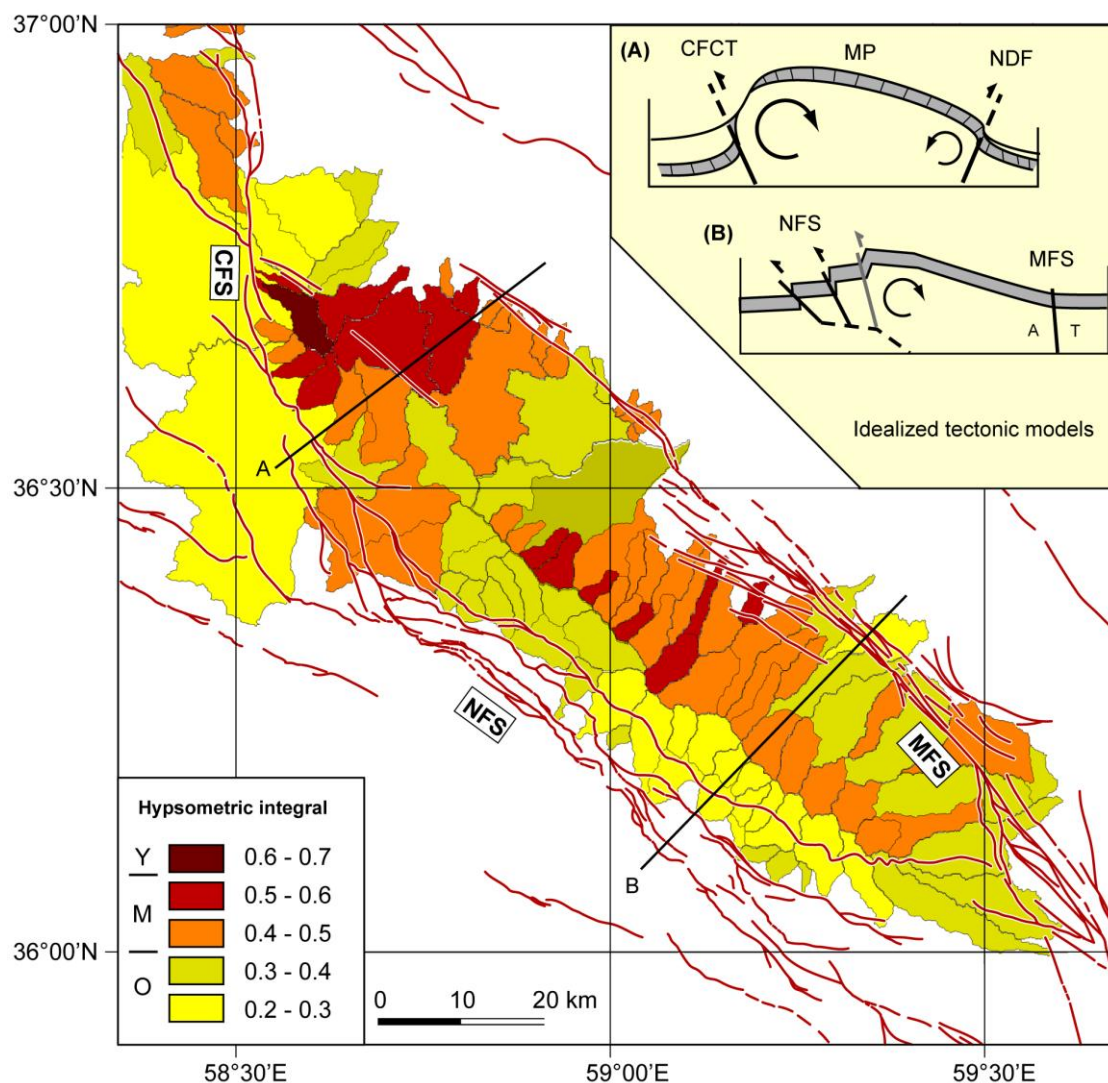 37°00'N
36°30'N
36°00'N
58°30'E
59°00'E
59°30'E
CFS
NFS
MFS
A
B
(A)
CFCT
MP
NDF
(B)
NFS
MFS
A T
Idealized tectonic models
Hypsometric integral
Y
M
O
0.6 - 0.7
0.5 - 0.6
0.4 - 0.5
0.3 - 0.4
0.2 - 0.3
0 10 20 km